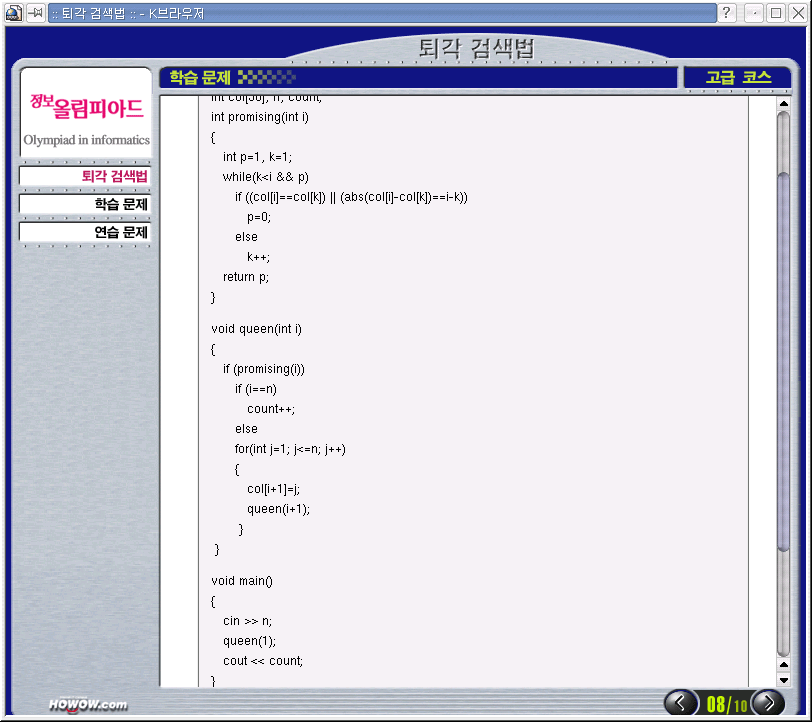 :: 퇴각 검색법 :: - K브라우저
퇴각 검색법
학습 문제
고급 코스
정보올림피아드
Olympiad in informatics
퇴각 검색법
학습 문제
연습 문제
int col[50], n, count;
int promising(int i)
{
int p=1, k=1;
while(k<i && p)
if ((col[i]==col[k]) || (abs(col[i]-col[k])==i-k))
p=0;
else
k++;
return p;
}
void queen(int i)
{
if (promising(i))
if (i==n)
count++;
else
for(int j=1; j<=n; j++)
{
col[i+1]=j;
queen(i+1);
}
}
void main()
{
cin >> n;
queen(1);
cout << count;
}
HOWOW.com
08/10